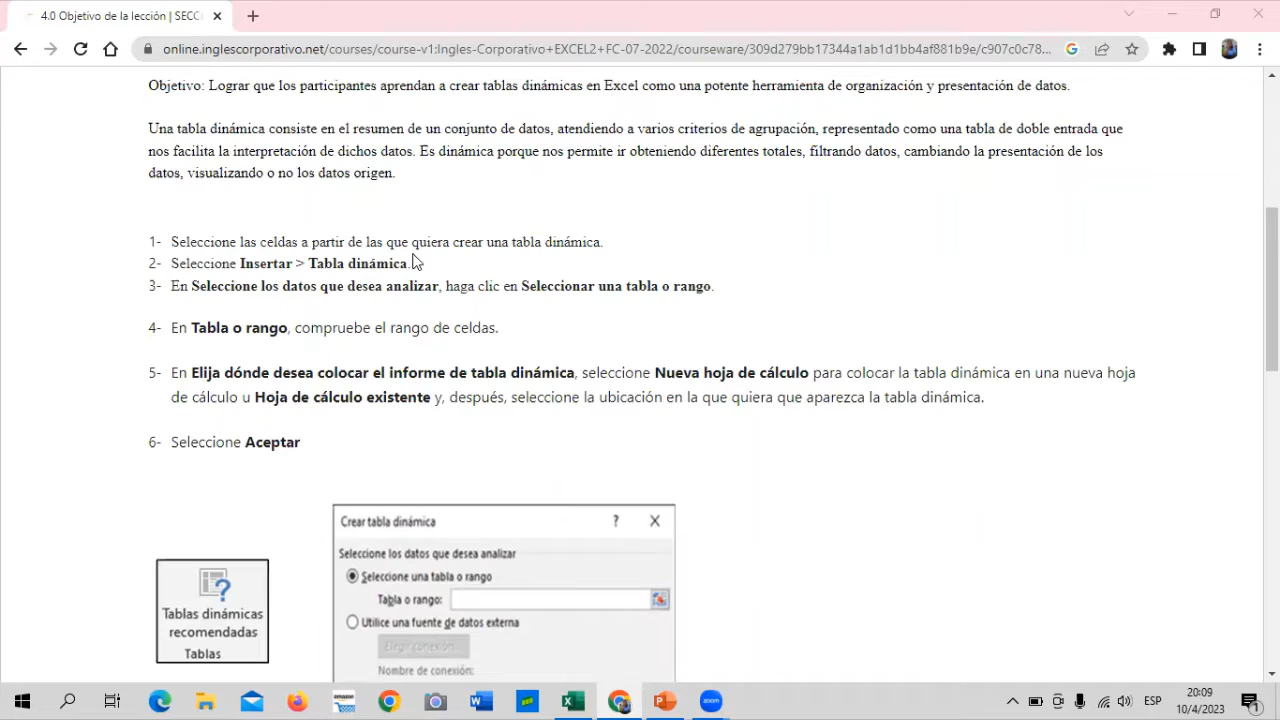 4.0 Objetivo de la lección | SECC
online.inglescorporativo.net/courses/course-v1:Ingles-Corporativo+EXCEL2+FC-07-2022/courseware/309d279bb17344a1ab1d1bb4af881b9e/c907c0c78...
Objetivo: Lograr que los participantes aprendan a crear tablas dinámicas en Excel como una potente herramienta de organización y presentación de datos.
Una tabla dinámica consiste en el resumen de un conjunto de datos, atendiendo a varios criterios de agrupación, representado como una tabla de doble entrada que
nos facilita la interpretación de dichos datos. Es dinámica porque nos permite ir obteniendo diferentes totales, filtrando datos, cambiando la presentación de los
datos, visualizando o no los datos origen.
1- Seleccione las celdas a partir de las que quiera crear una tabla dinámica.
2- Seleccione Insertar > Tabla dinámica.
3- En Seleccione los datos que desea analizar, haga clic en Seleccionar una tabla o rango.
4- En Tabla o rango, compruebe el rango de celdas.
5- En Elija dónde desea colocar el informe de tabla dinámica, seleccione Nueva hoja de cálculo para colocar la tabla dinámica en una nueva hoja
de cálculo u Hoja de cálculo existente y, después, seleccione la ubicación en la que quiera que aparezca la tabla dinámica.
6- Seleccione Aceptar
Crear tabla dinámica ? X
Seleccione los datos que desea analizar
Seleccione una tabla o rango
Tabla o rango:
Utilice una fuente de datos externa
Elegir conexión...
Nombre de conexión:
Tablas dinámicas
recomendadas
Tablas
amazon
zoom
ESP
20:09
10/4/2023
1